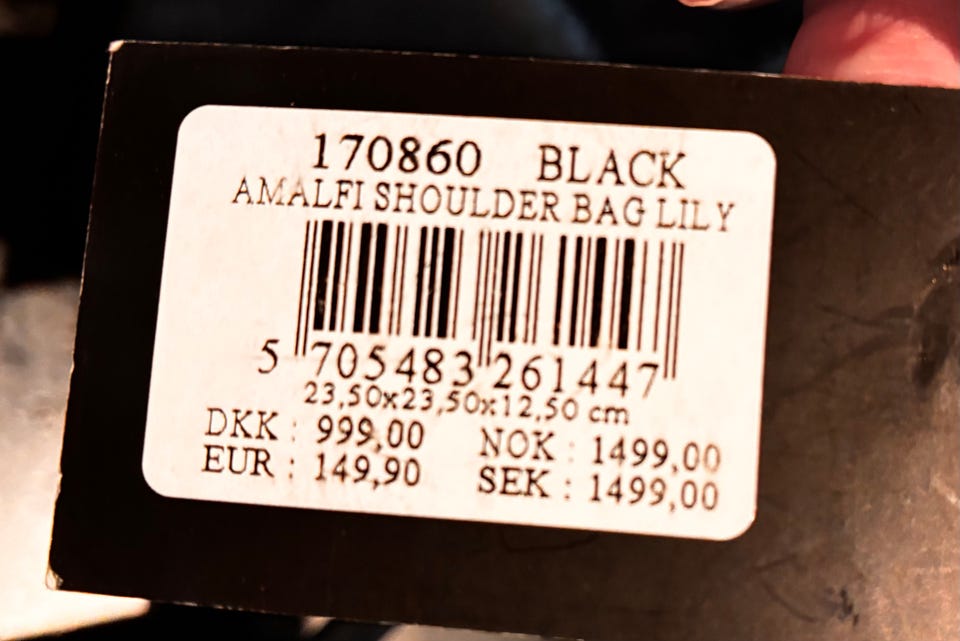 170860 BLACK
AMALFI SHOULDER BAG LILY
5 705483 261447
23,50x23,50x12,50 cm
DKK : 999,00 NOK : 1499,00
EUR : 149,90 SEK : 1499,00